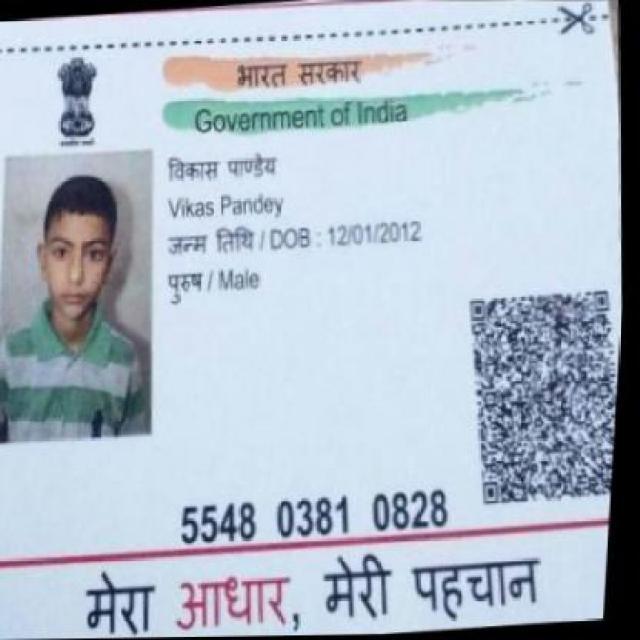 भारत सरकार
Government of India
विकास पाण्डैय
Vikas Pandey
जन्म तिथि / DOB : 12/01/2012
पुरुष / Male
5548 0381 0828
मेरा आधार, मेरी पहचान